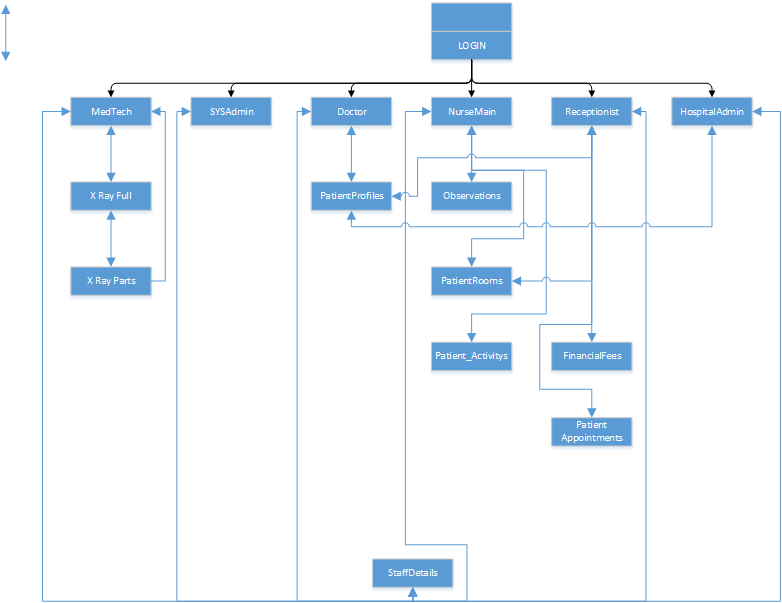 LOGIN
MedTech
SYSAdmin
Doctor
NurseMain
Receptionist
HospitalAdmin
X Ray Full
PatientProfiles
Observations
X Ray Parts
PatientRooms
Patient_Activitys
FinancialFees
Patient
Appointments
StaffDetails